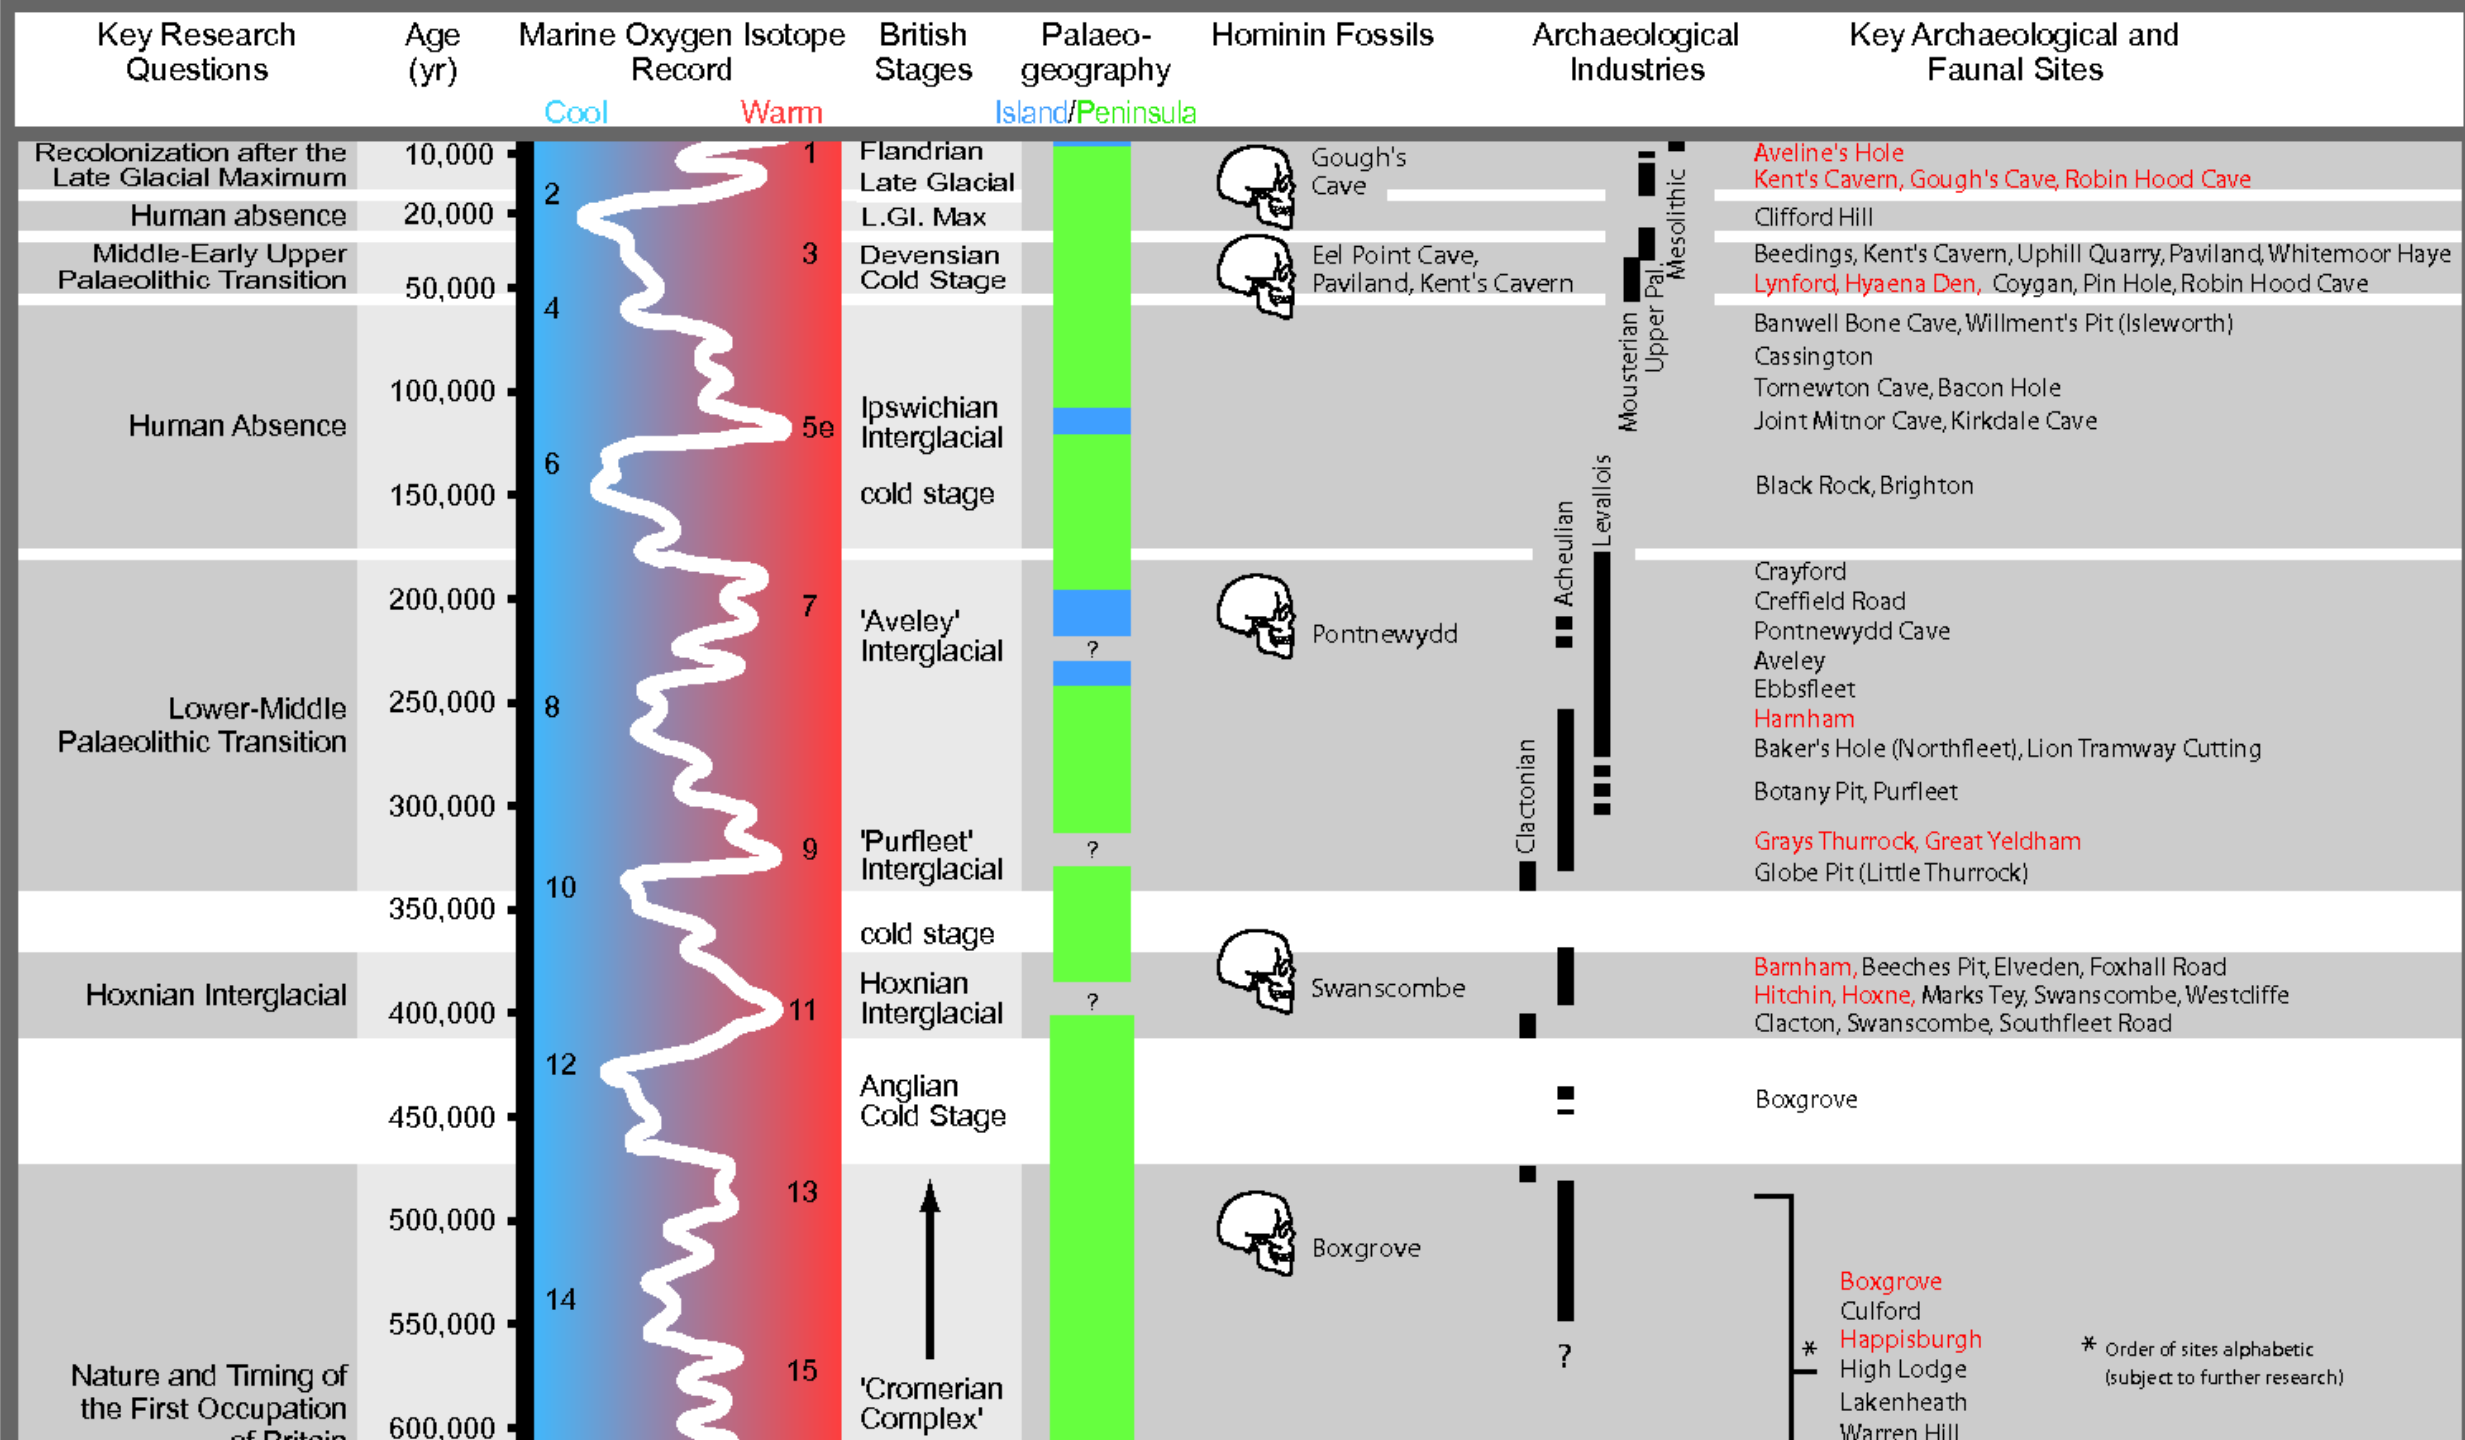 Key Research
Questions
Age
(yr)
Marine Oxygen Isotope
Record
Cool
Warm
British
Stages
Palaeo-
geography
Island/Peninsula
Hominin Fossils
Archaeological
Industries
Key Archaeological and
Faunal Sites
Recolonization after the
Late Glacial Maximum
Human absence
Middle-Early Upper
Palaeolithic Transition
Human Absence
Lower-Middle
Palaeolithic Transition
Hoxnian Interglacial
Nature and Timing of
the First Occupation
of Britain
10,000
20,000
50,000
100,000
150,000
200,000
250,000
300,000
350,000
400,000
450,000
500,000
550,000
600,000
1
2
3
4
5e
6
7
8
9
10
11
12
13
14
15
Flandrian
Late Glacial
L.Gl. Max
Devensian
Cold Stage
Ipswichian
Interglacial
cold stage
'Aveley'
Interglacial
'Purfleet'
Interglacial
cold stage
Hoxnian
Interglacial
Anglian
Cold Stage
'Cromerian
Complex'
?
?
?
Gough's
Cave
Eel Point Cave,
Paviland, Kent's Cavern
Pontnewydd
Swanscombe
Boxgrove
Clactonian
Acheulian
Levallois
Mousterian
Upper Pal.
Mesolithic
?
Aveline's Hole
Kent's Cavern, Gough's Cave, Robin Hood Cave
Clifford Hill
Beedings, Kent's Cavern, Uphill Quarry, Paviland, Whitemoor Haye
Lynford, Hyaena Den, Coygan, Pin Hole, Robin Hood Cave
Banwell Bone Cave, Willment's Pit (Isleworth)
Cassington
Tornewton Cave, Bacon Hole
Joint Mitnor Cave, Kirkdale Cave
Black Rock, Brighton
Crayford
Creffield Road
Pontnewydd Cave
Aveley
Ebbsfleet
Harnham
Baker's Hole (Northfleet), Lion Tramway Cutting
Botany Pit, Purfleet
Grays Thurrock, Great Yeldham
Globe Pit (Little Thurrock)
Barnham, Beeches Pit, Elveden, Foxhall Road
Hitchin, Hoxne, Marks Tey, Swanscombe, Westcliffe
Clacton, Swanscombe, Southfleet Road
Boxgrove
Boxgrove
Culford
Happisburgh
*
High Lodge
Lakenheath
Warren Hill
* Order of sites alphabetic
(subject to further research)